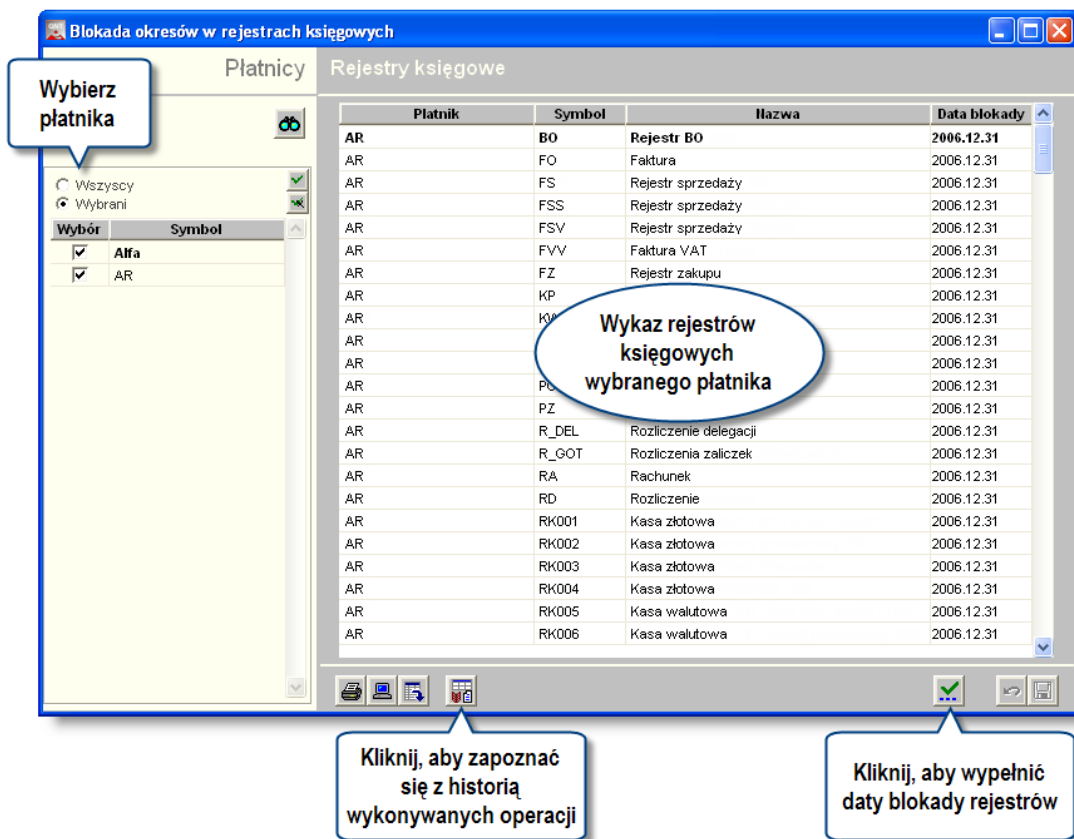 Blokada okresów w rejestrach księgowych
Płatnicy
Rejestry księgowe
Wybierz
płatnika
Wszyscy
Wybrani
Wybór Symbol
Alfa
AR
Płatnik Symbol Nazwa Data blokady
AR BO Rejestr BO 2006.12.31
AR FO Faktura 2006.12.31
AR FS Rejestr sprzedaży 2006.12.31
AR FSS Rejestr sprzedaży 2006.12.31
AR FSV Rejestr sprzedaży 2006.12.31
AR FVV Faktura VAT 2006.12.31
AR FZ Rejestr zakupu 2006.12.31
AR KP 2006.12.31
AR 2006.12.31
AR 2006.12.31
AR 2006.12.31
AR 2006.12.31
AR PZ 2006.12.31
AR R_DEL Rozliczenie delegacji 2006.12.31
AR R_GOT Rozliczenia zaliczek 2006.12.31
AR RA Rachunek 2006.12.31
AR RD Rozliczenie 2006.12.31
AR RK001 Kasa złotowa 2006.12.31
AR RK002 Kasa złotowa 2006.12.31
AR RK003 Kasa złotowa 2006.12.31
AR RK004 Kasa złotowa 2006.12.31
AR RK005 Kasa walutowa 2006.12.31
AR RK006 Kasa walutowa 2006.12.31
Wykaz rejestrów
księgowych
wybranego płatnika
Kliknij, aby zapoznać
się z historią
wykonywanych operacji
Kliknij, aby wypełnić
daty blokady rejestrów